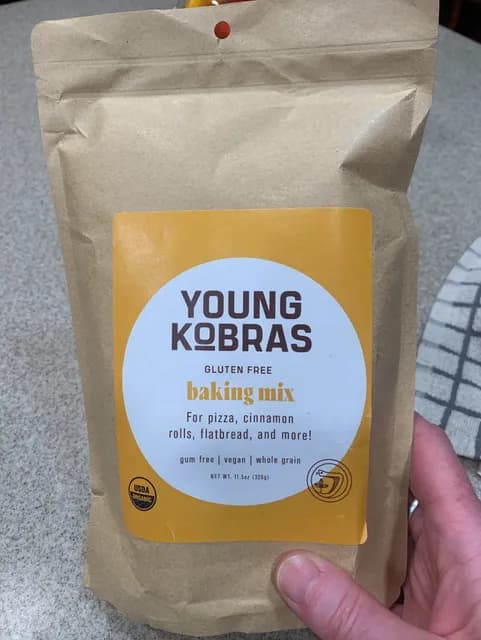 YOUNG
KOBRAS
GLUTEN FREE
baking mix
For pizza, cinnamon
rolls, flatbread, and more!
gum free | vegan | whole grain
NET WT. 11.5oz (326g)
USDA
ORGANIC